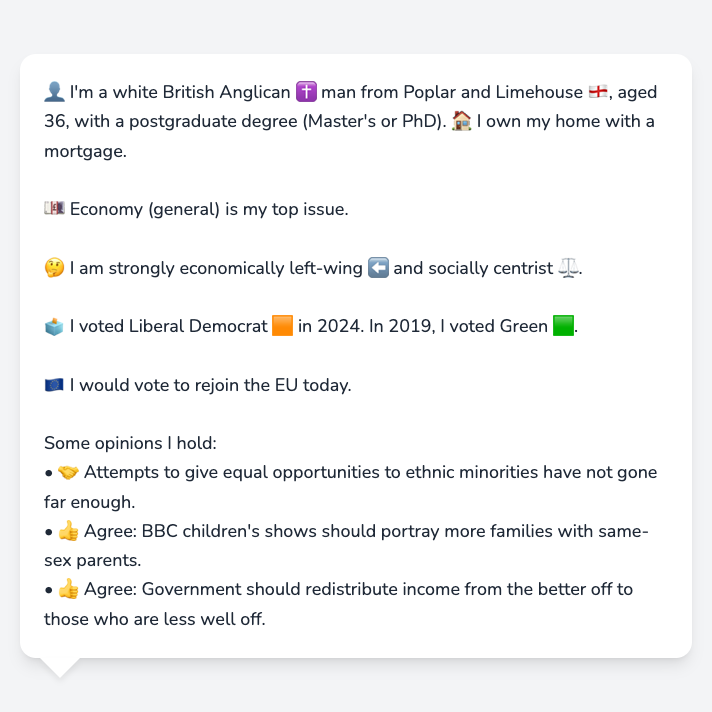 👤 I'm a white British Anglican ✝️ man from Poplar and Limehouse 🏴󠁧󠁢󠁥󠁮󠁧󠁿, aged
36, with a postgraduate degree (Master's or PhD). 🏠 I own my home with a
mortgage.
💷 Economy (general) is my top issue.
🤔 I am strongly economically left-wing ⬅️ and socially centrist ⚖️.
🗳️ I voted Liberal Democrat 🟧 in 2024. In 2019, I voted Green 🟩.
🇪🇺 I would vote to rejoin the EU today.
Some opinions I hold:
• 🤝 Attempts to give equal opportunities to ethnic minorities have not gone
far enough.
• 👍 Agree: BBC children's shows should portray more families with same-
sex parents.
• 👍 Agree: Government should redistribute income from the better off to
those who are less well off.